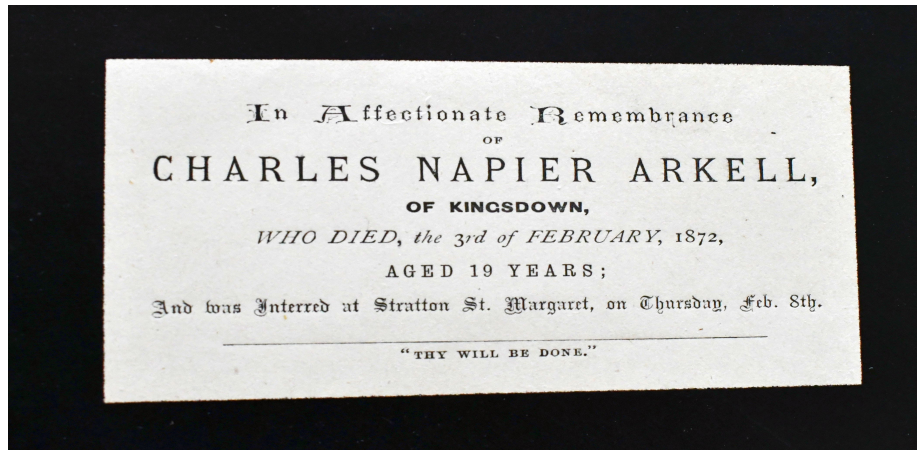 In Affectionate Remembrance
OF
CHARLES NAPIER ARKELL,
OF KINGSDOWN,
WHO DIED, the 3rd of FEBRUARY, 1872,
AGED 19 YEARS;
And was Interred at Stratton St. Margaret, on Thursday, Feb. 8th.
"THY WILL BE DONE."